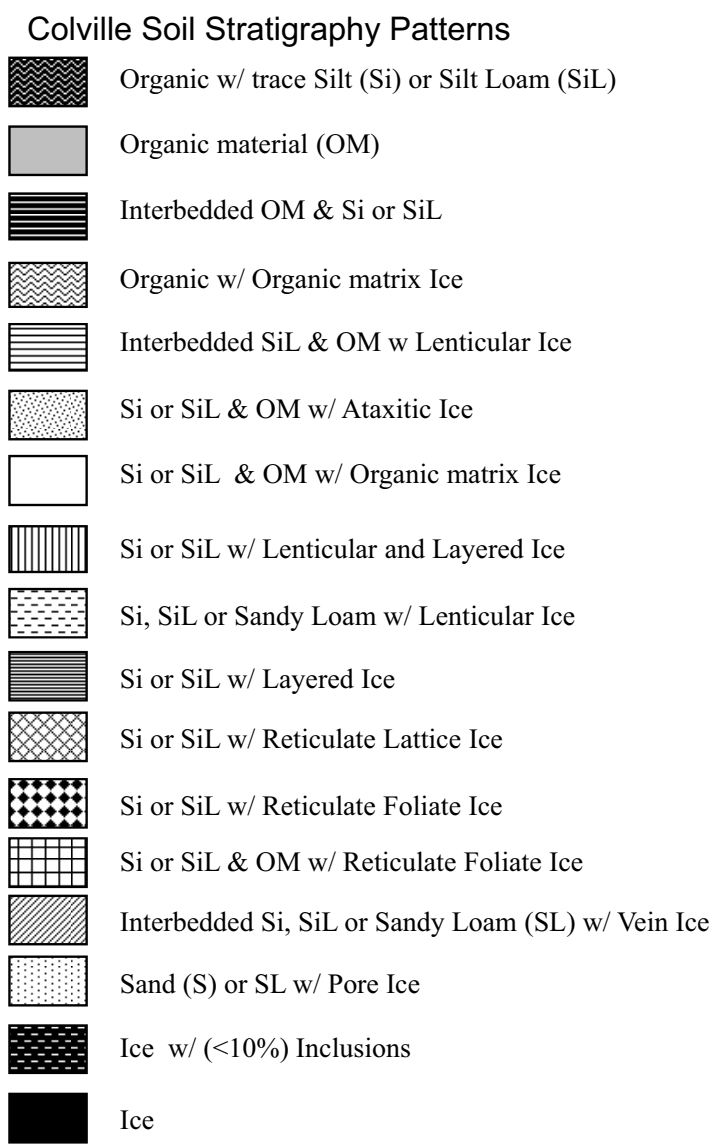 Colville Soil Stratigraphy Patterns
Organic w/ trace Silt (Si) or Silt Loam (SiL)
Organic material (OM)
Interbedded OM & Si or SiL
Organic w/ Organic matrix Ice
Interbedded SiL & OM w Lenticular Ice
Si or SiL & OM w/ Ataxitic Ice
Si or SiL & OM w/ Organic matrix Ice
Si or SiL w/ Lenticular and Layered Ice
Si, SiL or Sandy Loam w/ Lenticular Ice
Si or SiL w/ Layered Ice
Si or SiL w/ Reticulate Lattice Ice
Si or SiL w/ Reticulate Foliate Ice
Si or SiL & OM w/ Reticulate Foliate Ice
Interbedded Si, SiL or Sandy Loam (SL) w/ Vein Ice
Sand (S) or SL w/ Pore Ice
Ice w/ (<10%) Inclusions
Ice